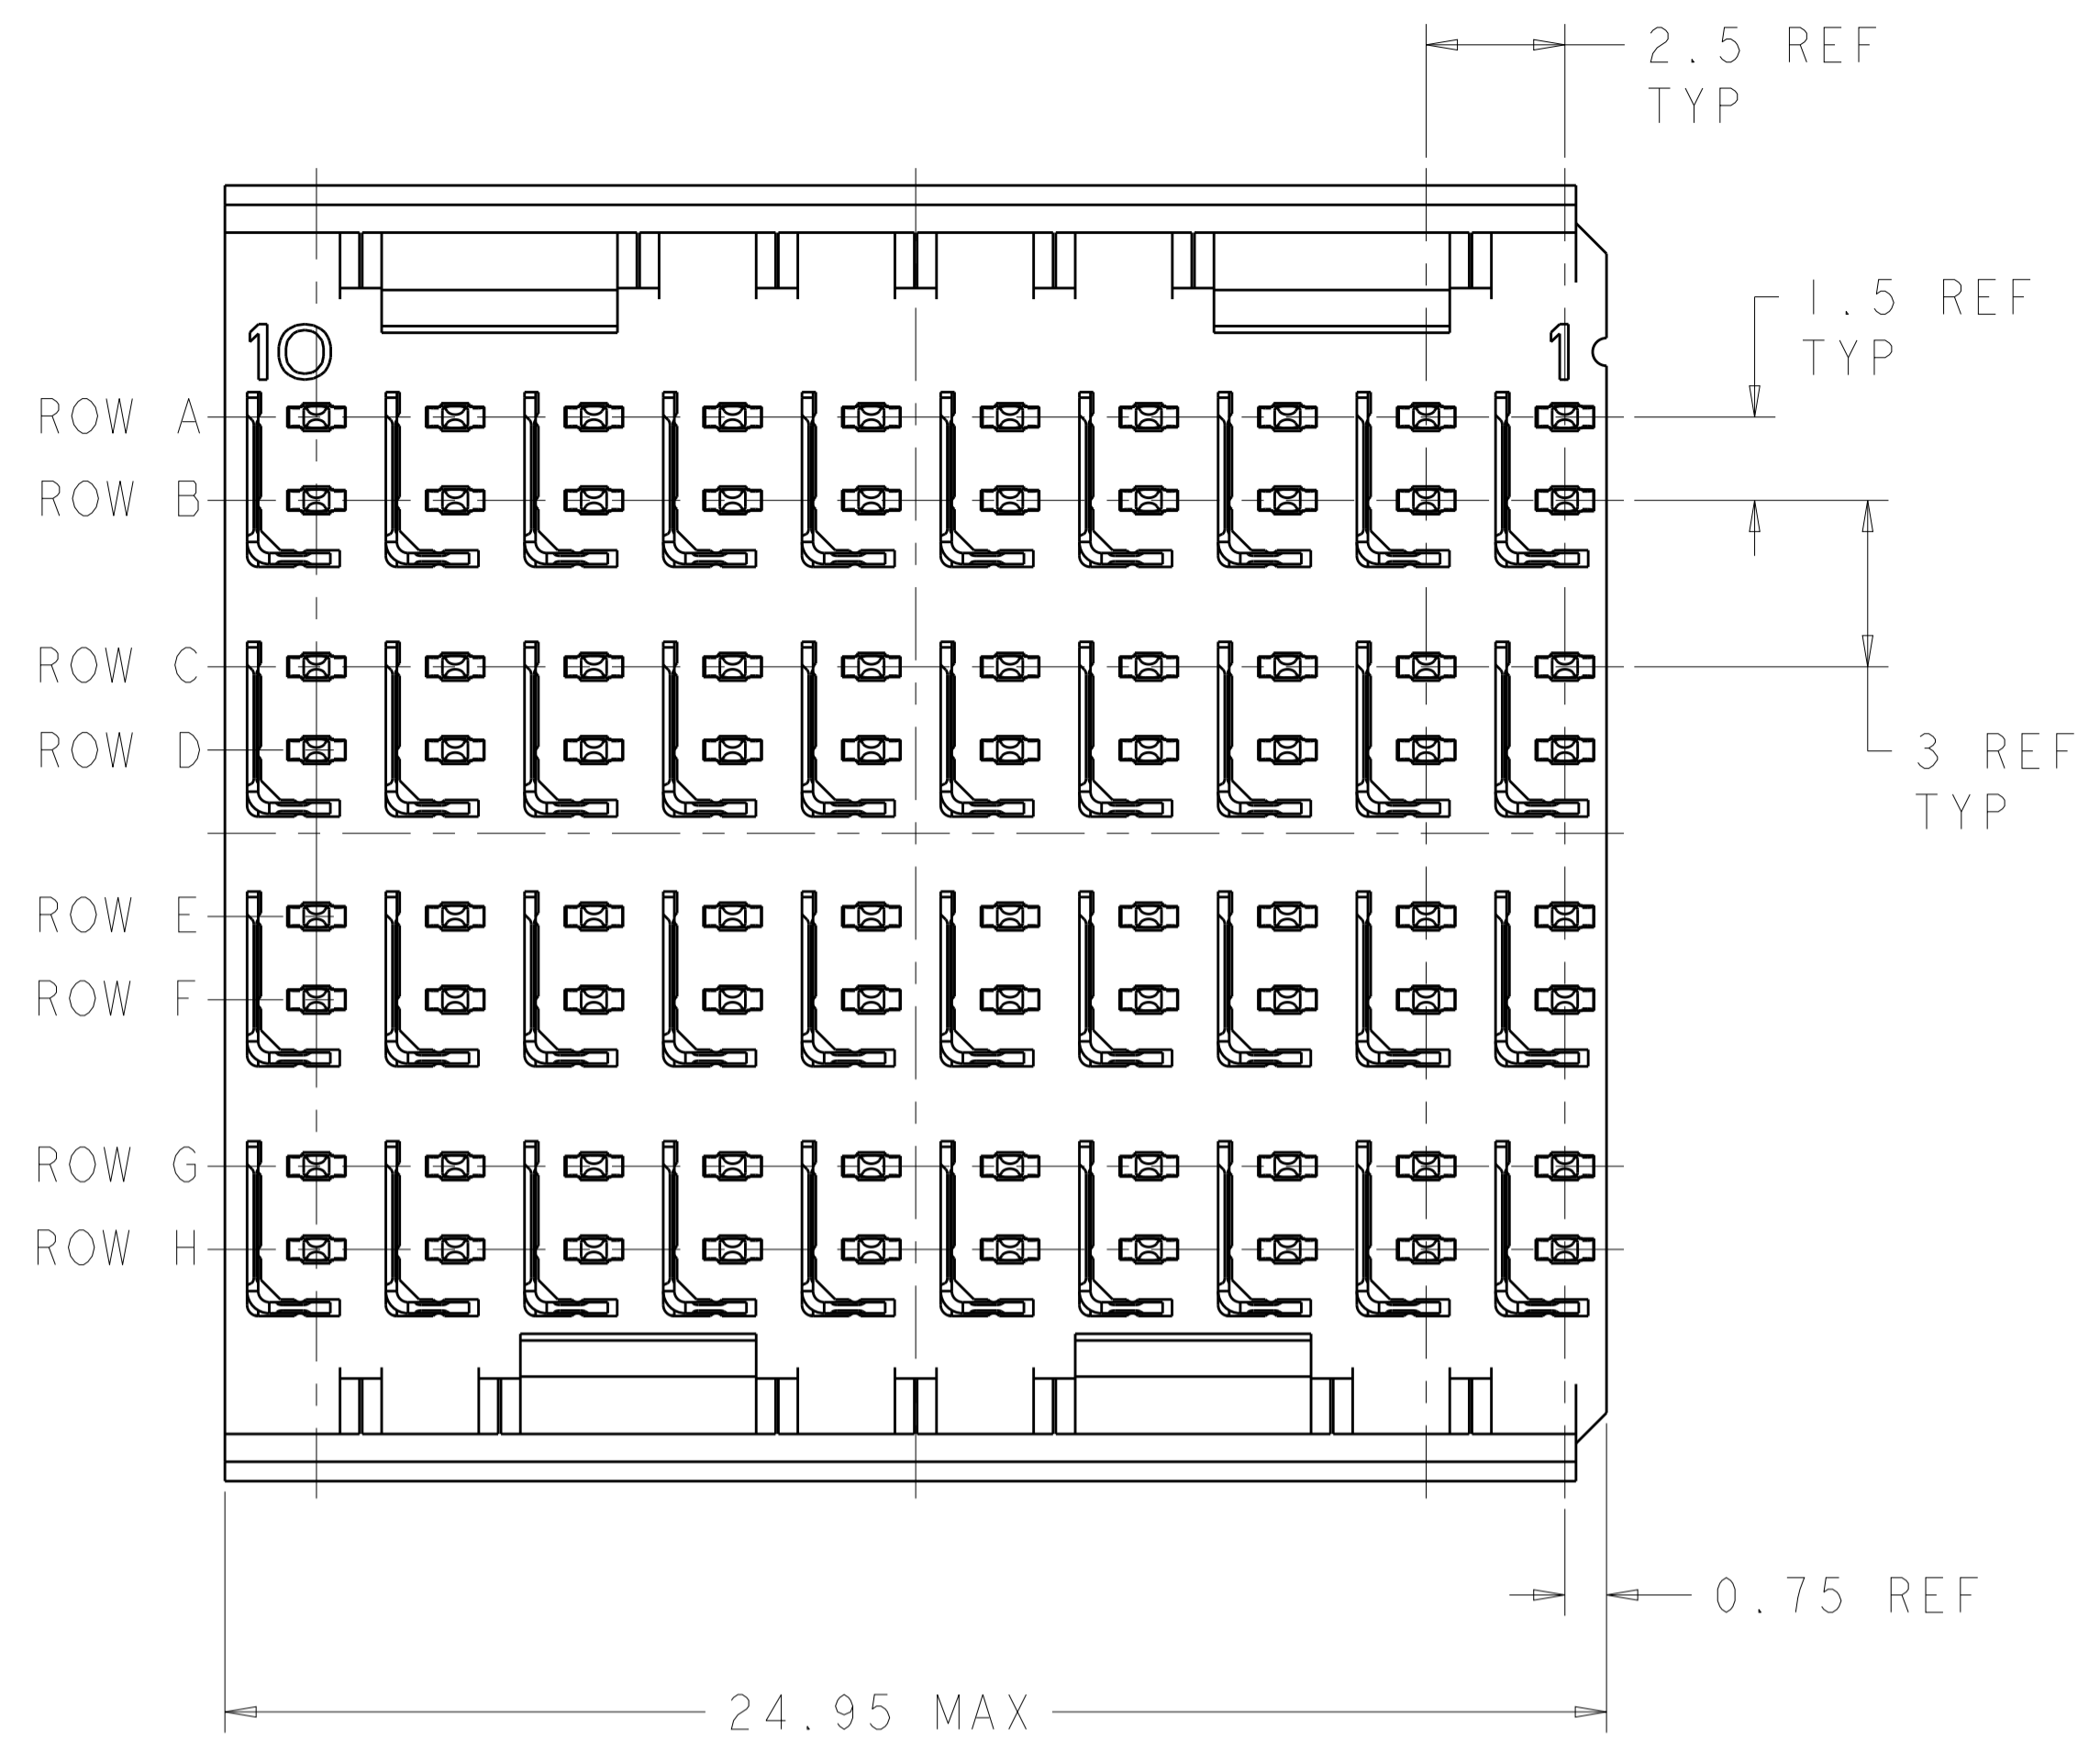 2.5 REF
TYP
1.5 REF
TYP
10
1
ROW A
ROW B
ROW C
ROW D
3 REF
TYP
ROW E
ROW F
ROW G
ROW H
0.75 REF
24.95 MAX